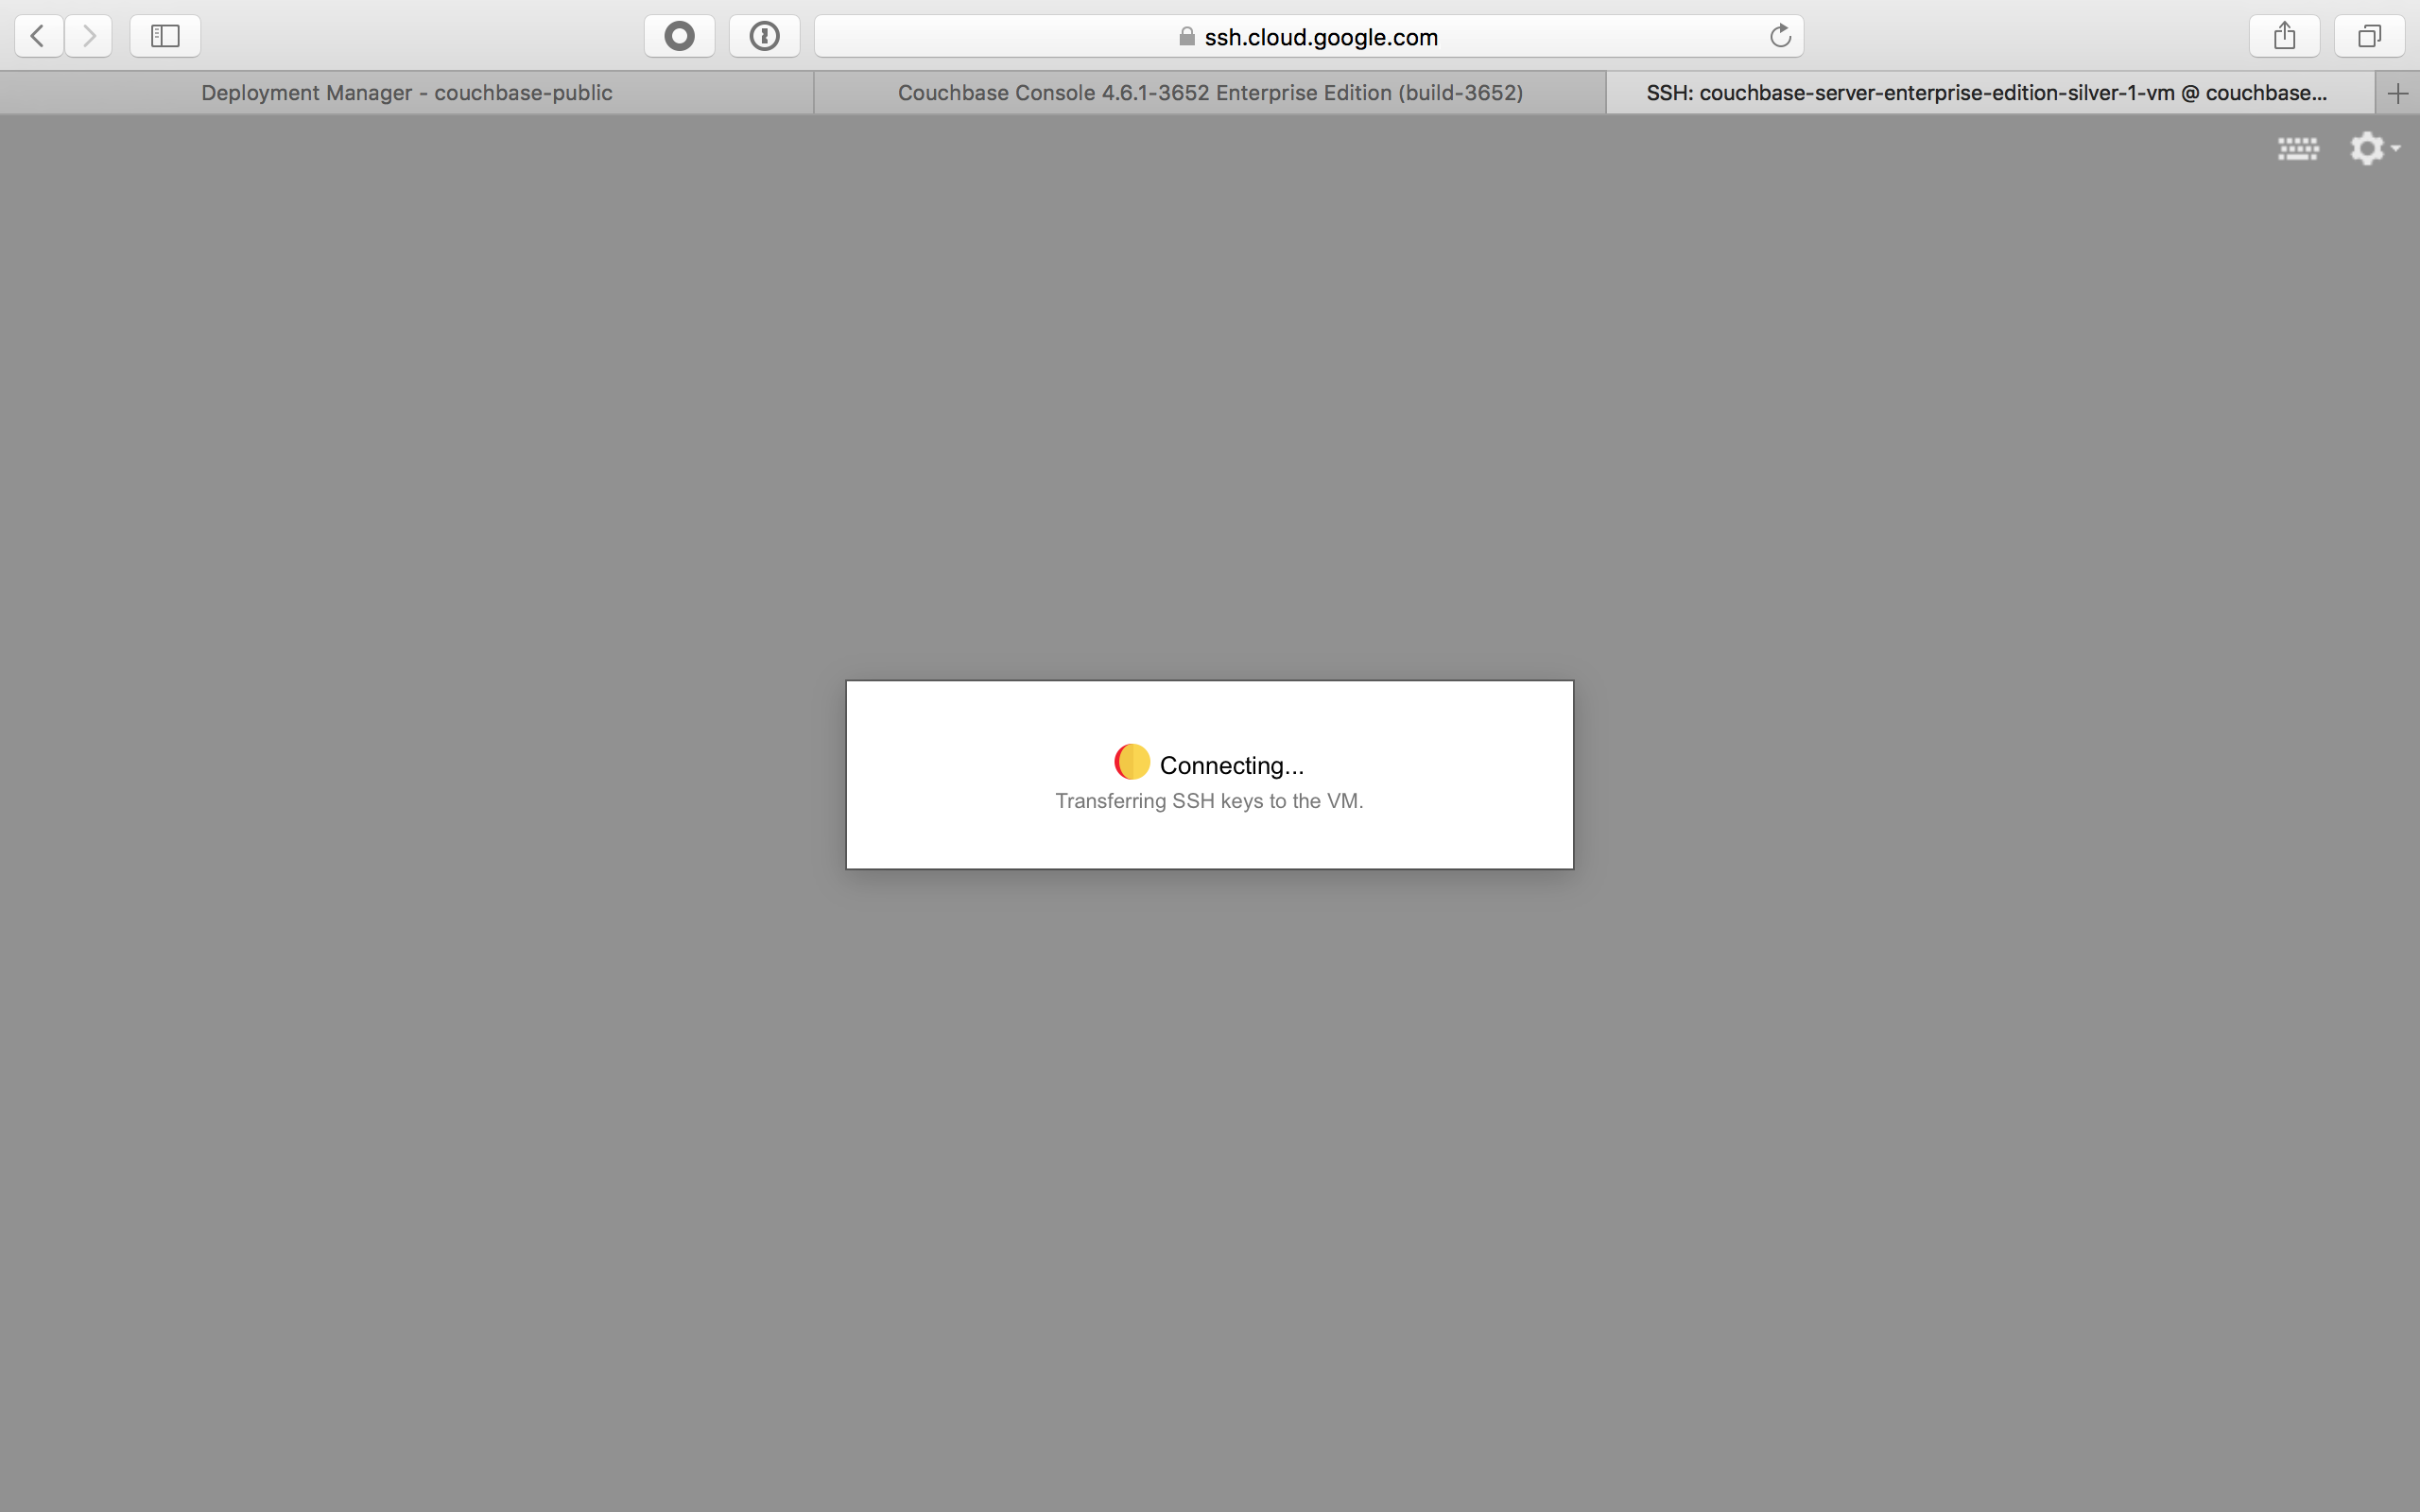 ssh.cloud.google.com
Deployment Manager - couchbase-public
Couchbase Console 4.6.1-3652 Enterprise Edition (build-3652)
SSH: couchbase-server-enterprise-edition-silver-1-vm @ couchbase...
Connecting...
Transferring SSH keys to the VM.